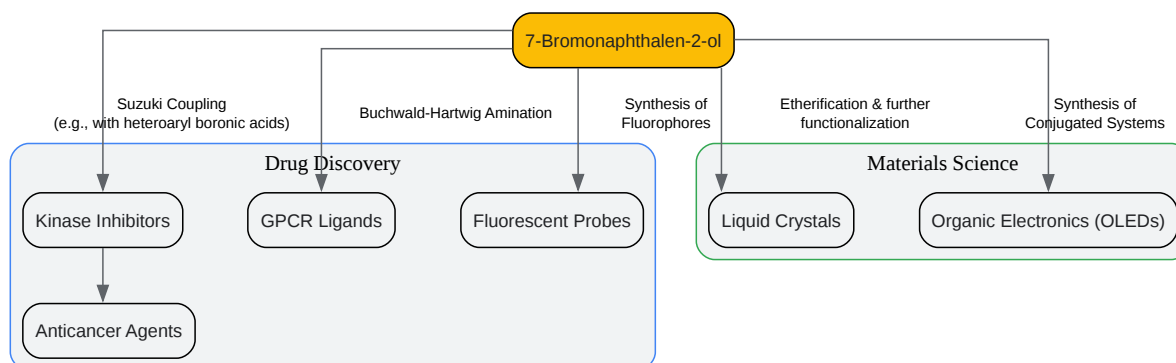 7-Bromonaphthalen-2-ol
Suzuki Coupling
(e.g., with heteroaryl boronic acids)
Buchwald-Hartwig Amination
Synthesis of
Fluorophores
Etherification & further
functionalization
Synthesis of
Conjugated Systems
Drug Discovery
Materials Science
Kinase Inhibitors
GPCR Ligands
Fluorescent Probes
Liquid Crystals
Organic Electronics (OLEDs)
Anticancer Agents